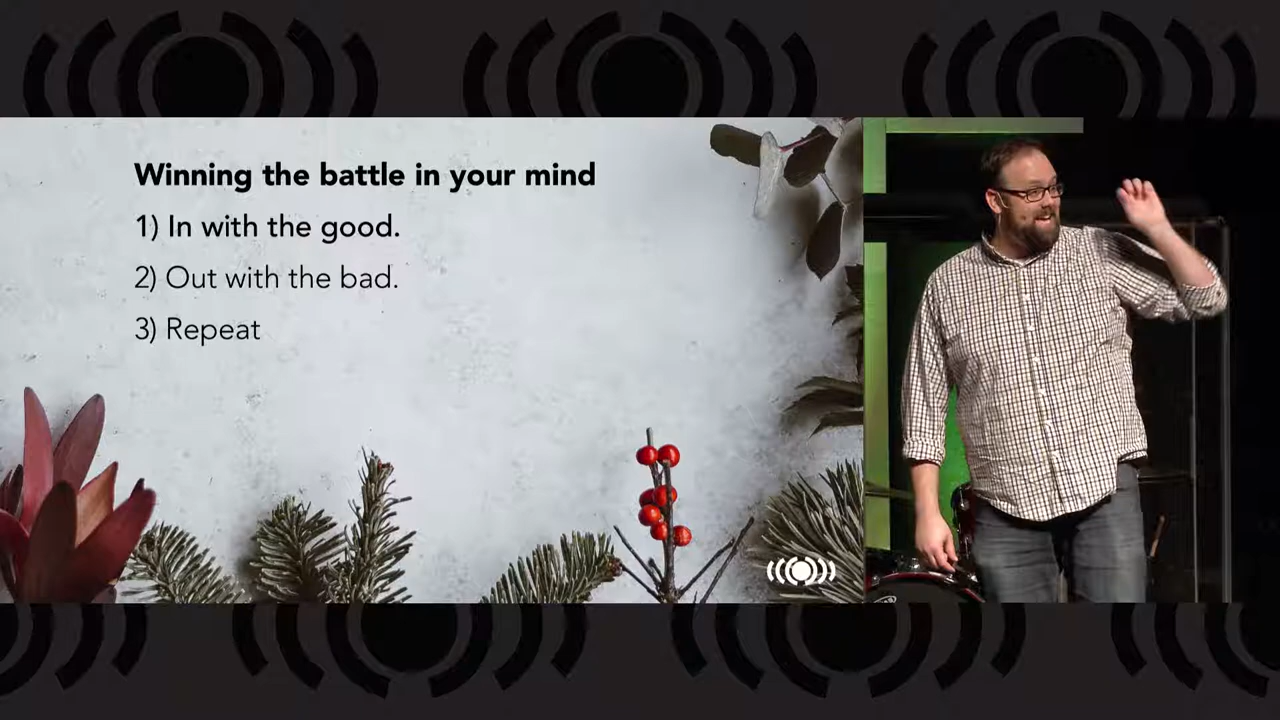 Winning the battle in your mind
1) In with the good.
2) Out with the bad.
3) Repeat